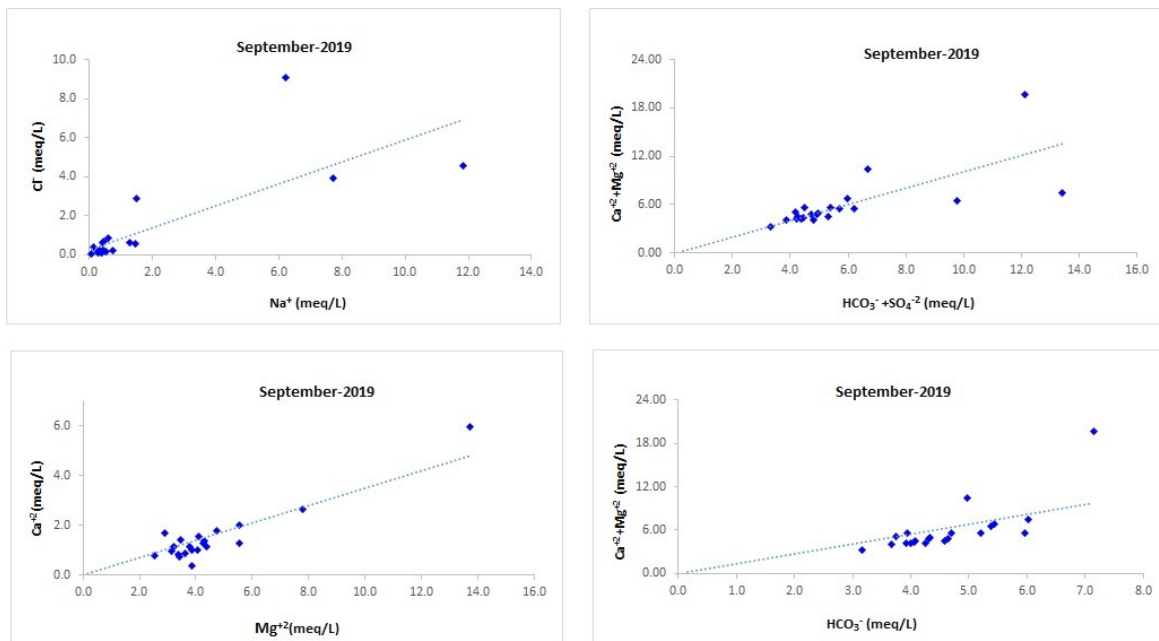 September-2019
10.0
8.0
6.0
4.0
2.0
0.0
Cl⁻ (meq/L)
0.0 2.0 4.0 6.0 8.0 10.0 12.0 14.0
Na⁺ (meq/L)
September-2019
24.00
18.00
12.00
6.00
0.00
Ca⁺²+Mg⁺² (meq/L)
0.0 2.0 4.0 6.0 8.0 10.0 12.0 14.0 16.0
HCO₃⁻ +SO₄⁻² (meq/L)
September-2019
6.0
4.0
2.0
0.0
Ca⁺² (meq/L)
0.0 2.0 4.0 6.0 8.0 10.0 12.0 14.0 16.0
Mg⁺²(meq/L)
September-2019
24.00
18.00
12.00
6.00
0.00
Ca⁺²+Mg⁺² (meq/L)
0.0 1.0 2.0 3.0 4.0 5.0 6.0 7.0 8.0
HCO₃⁻ (meq/L)